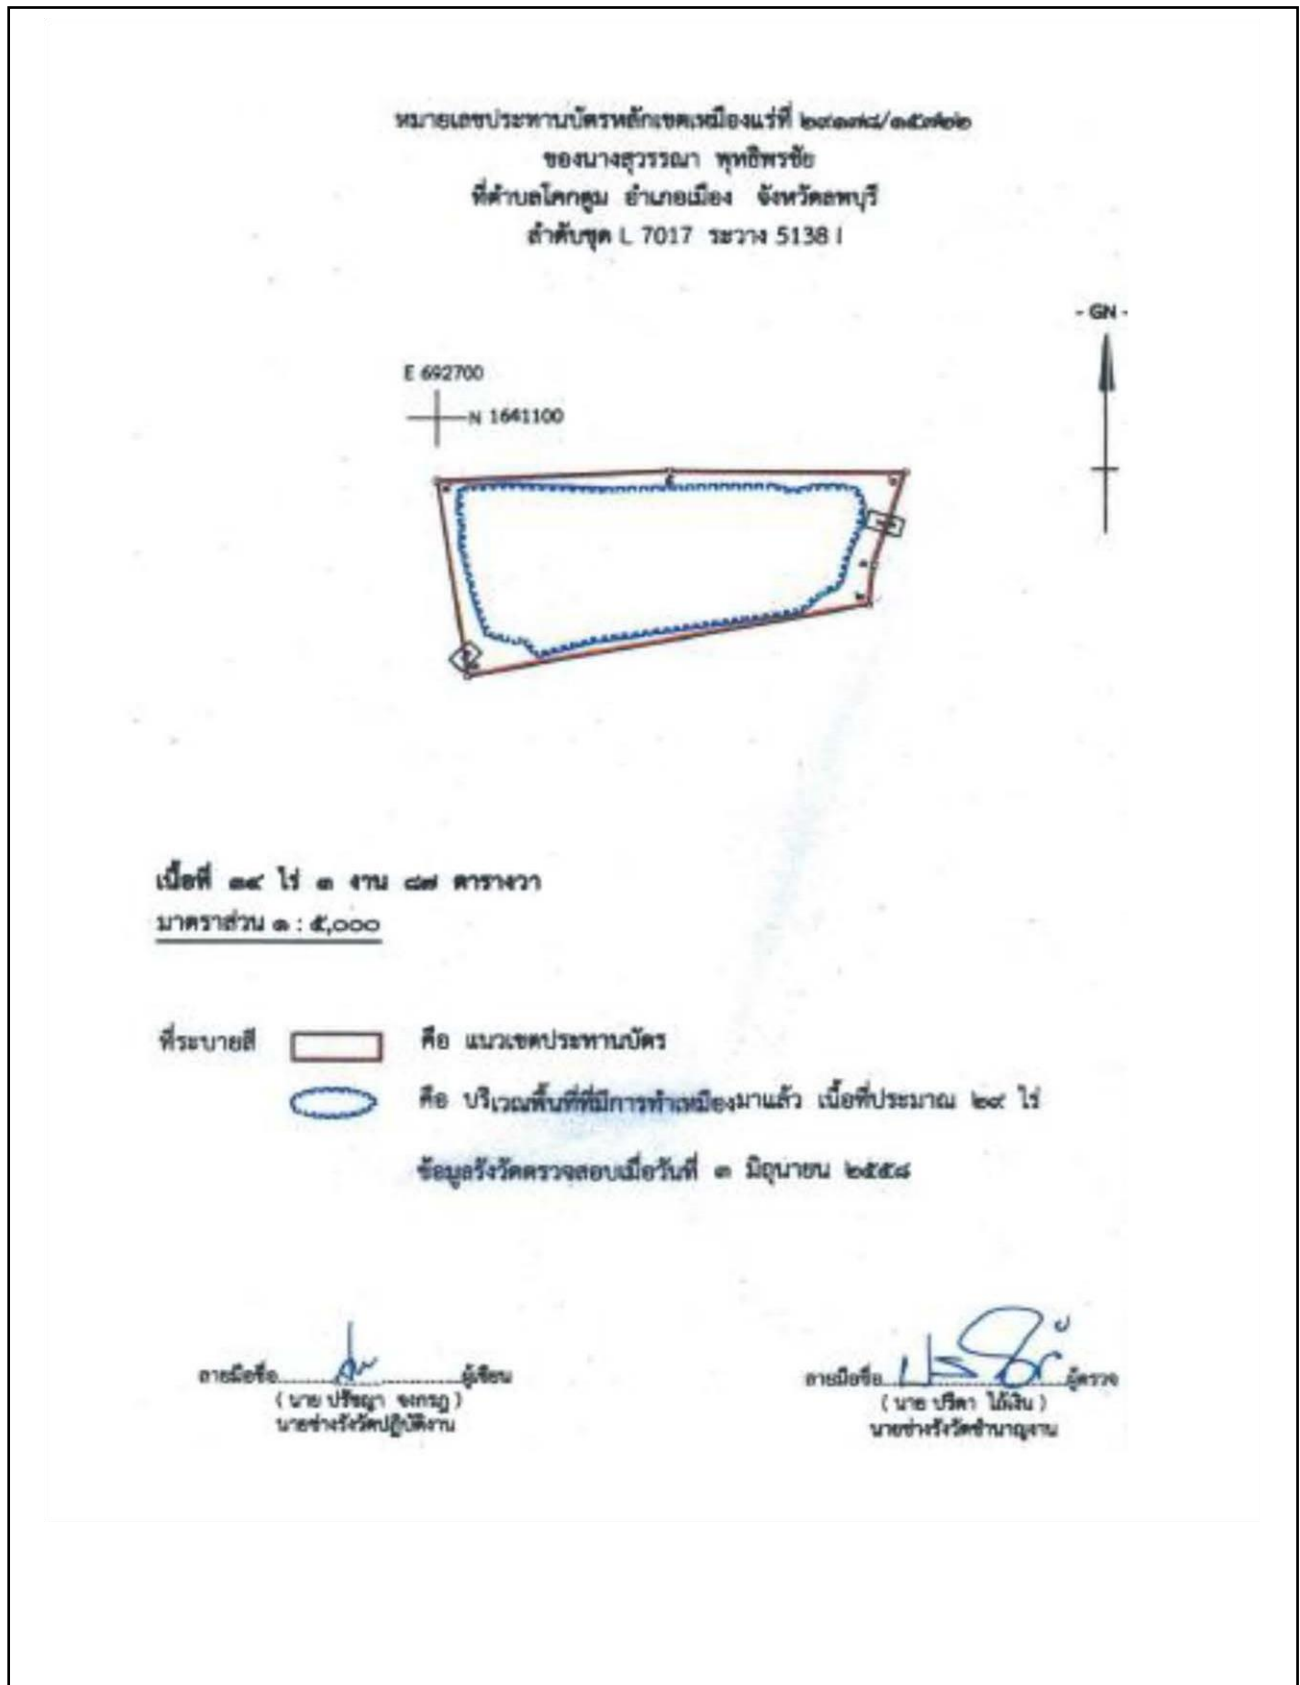 หมายเลขประทานบัตรหลักเขตเหมืองแร่ที่ ๒๙๑๗๘/๑๕๗๒๒
ของนางสุวรรณา พุทธิพรชัย
ที่ตำบลโคกตูม อำเภอเมือง จังหวัดลพบุรี
ลำดับชุด L 7017 ระวาง 5138 I
- GN -
E 692700
N 1641100
เนื้อที่ ๓๔ ไร่ ๓ งาน ๘๗ ตารางวา
มาตราส่วน ๑ : ๕,๐๐๐
ที่ระบายสี คือ แนวเขตประทานบัตร
คือ บริเวณพื้นที่ที่มีการทำเหมืองมาแล้ว เนื้อที่ประมาณ ๒๙ ไร่
ข้อมูลรังวัดตรวจสอบเมื่อวันที่ ๓ มิถุนายน ๒๕๕๘
ลายมือชื่อ....................ผู้เขียน
( นาย ปรัชญา จงกรฎ )
นายช่างรังวัดปฏิบัติงาน
ลายมือชื่อ....................ผู้ตรวจ
( นาย ปรีดา ไอ้เงิน )
นายช่างรังวัดชำนาญงาน